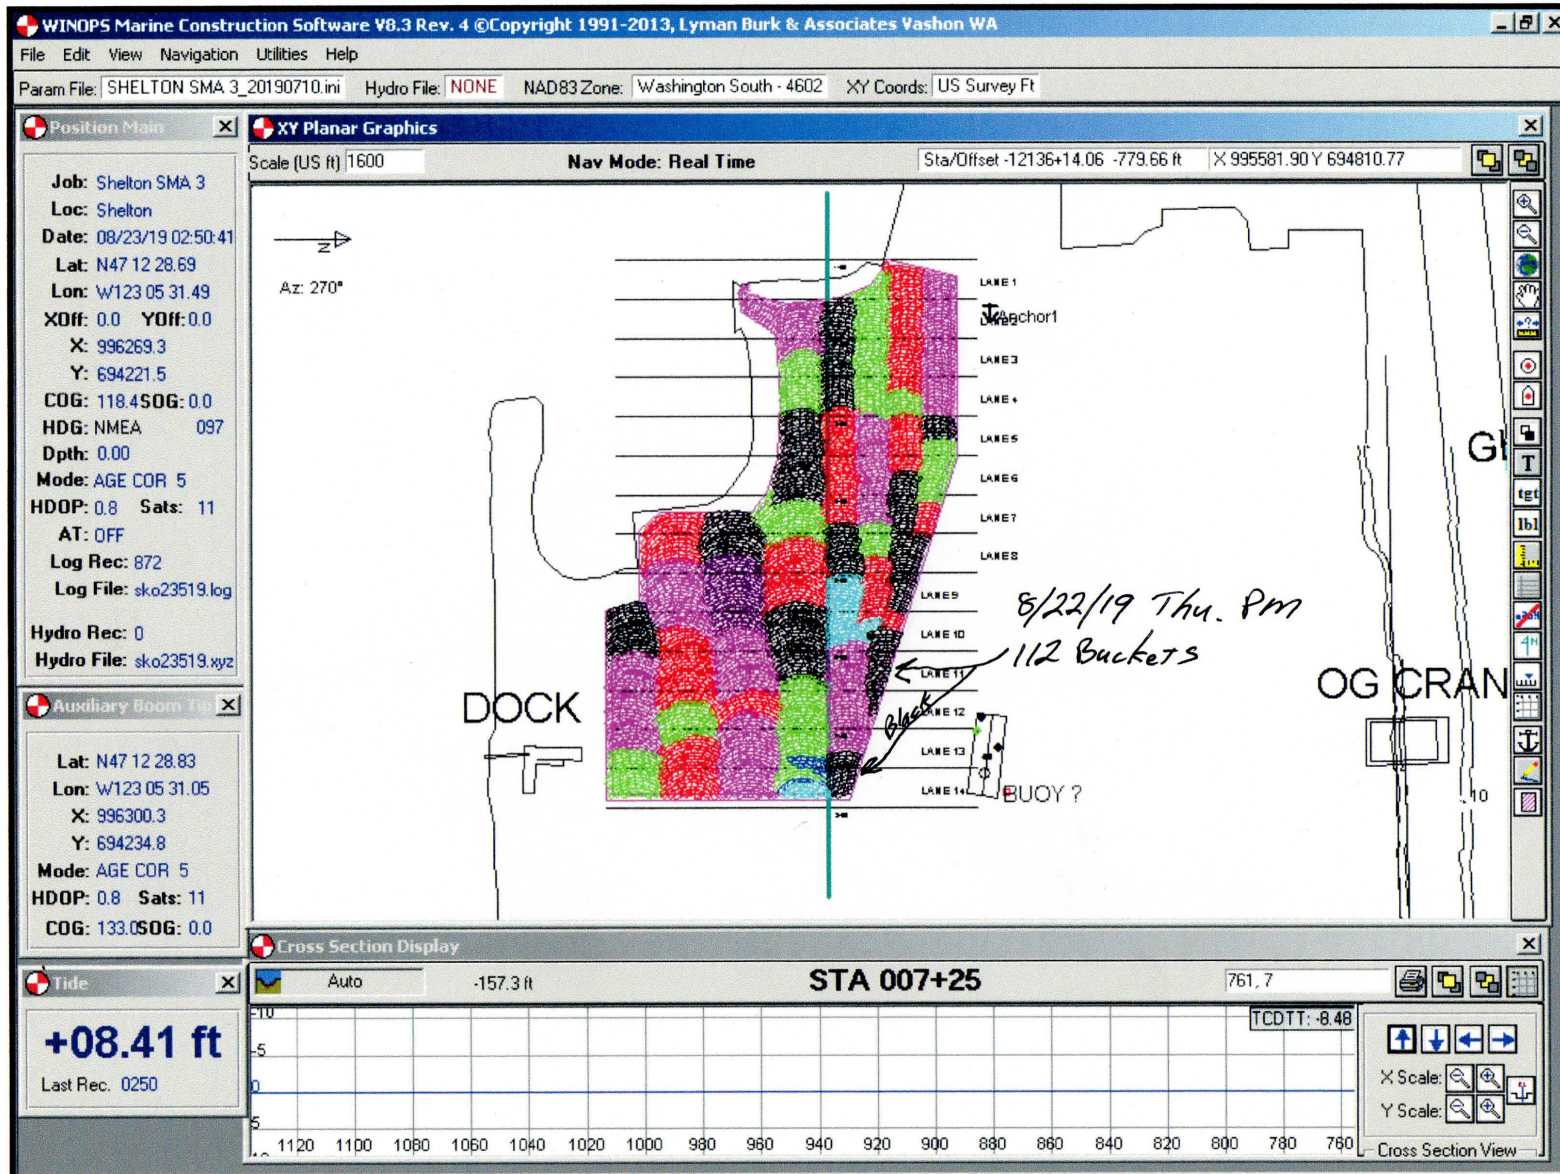 WINOPS Marine Construction Software V8.3 Rev. 4 ©Copyright 1991-2013, Lyman Burk & Associates Vashon WA
File Edit View Navigation Utilities Help
Param File: SHELTON SMA 3_20190710.ini Hydro File: NONE NAD83 Zone: Washington South - 4602 XY Coords: US Survey Ft
Position Main
Job: Shelton SMA 3
Loc: Shelton
Date: 08/23/19 02:50:41
Lat: N47 12 28.69
Lon: W123 05 31.49
XOff: 0.0 YOff: 0.0
X: 996269.3
Y: 694221.5
COG: 118.4 SOG: 0.0
HDG: NMEA 097
Dpth: 0.00
Mode: AGE COR 5
HDOP: 0.8 Sats: 11
AT: OFF
Log Rec: 872
Log File: sko23519.log
Hydro Rec: 0
Hydro File: sko23519.xyz
Auxiliary Boom Tip
Lat: N47 12 28.83
Lon: W123 05 31.05
X: 996300.3
Y: 694234.8
Mode: AGE COR 5
HDOP: 0.8 Sats: 11
COG: 133.0 SOG: 0.0
Tide
+08.41 ft
Last Rec. 0250
XY Planar Graphics
Scale (US ft) 1600 Nav Mode: Real Time Sta/Offset -12136+14.06 -779.66 ft X 995581.90 Y 694810.77
N
Az: 270°
LANE 1
Anchor1
LANE 2
LANE 3
LANE 4
LANE 5
LANE 6
LANE 7
LANE 8
LANE 9
LANE 10
LANE 11
LANE 12
LANE 13
LANE 14
8/22/19 Thu. Pm
112 Buckets
Black
DOCK
BUOY ?
OG CRAN
10
T
tgt
lbl
Cross Section Display
Auto -157.3 ft STA 007+25 761, 7
TCDTT: -8.48
-10
-5
0
5
1120 1100 1080 1060 1040 1020 1000 980 960 940 920 900 880 860 840 820 800 780 760
X Scale:
Y Scale:
Cross Section View